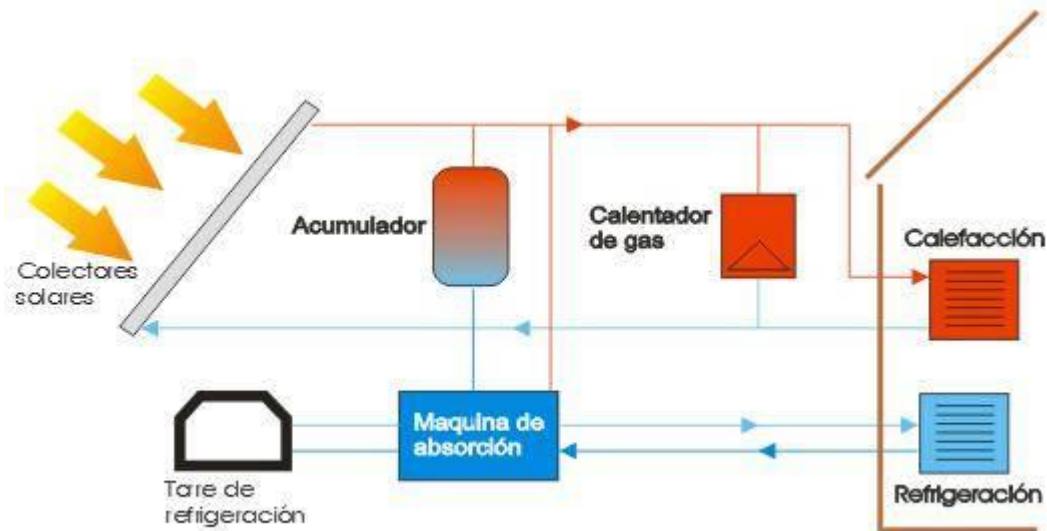 Acumulador
Calentador
de gas
Calefacción
Colectores
solares
Maquina de
absorción
Torre de
refrigeración
Refrigeración